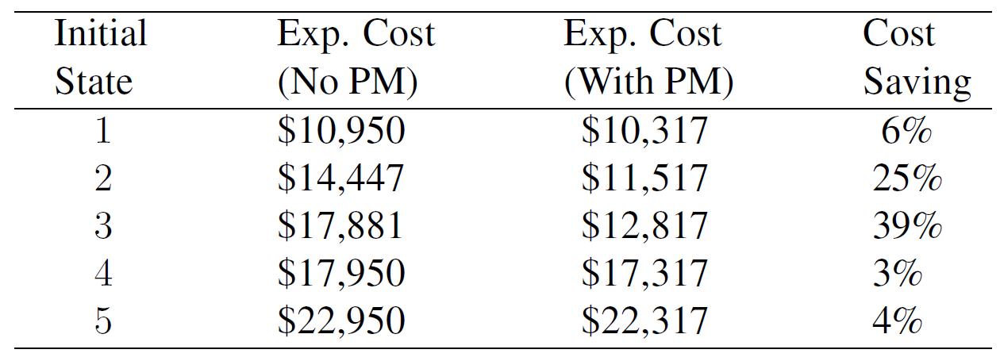 Initial Exp. Cost Exp. Cost Cost
State (No PM) (With PM) Saving
1 $10,950 $10,317 6%
2 $14,447 $11,517 25%
3 $17,881 $12,817 39%
4 $17,950 $17,317 3%
5 $22,950 $22,317 4%